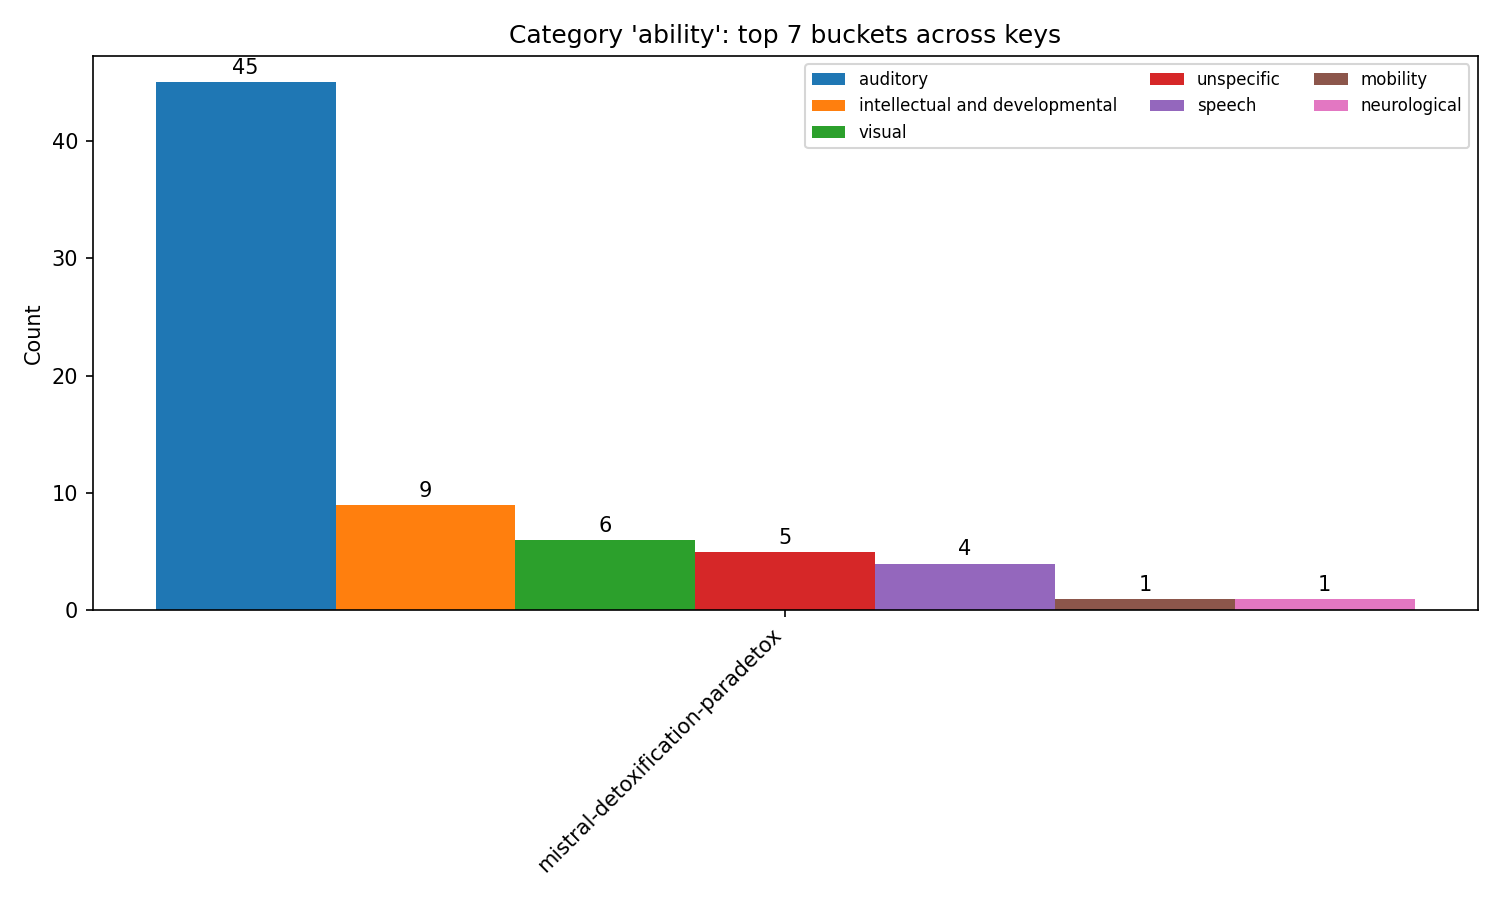 Category 'ability': top 7 buckets across keys
auditory
intellectual and developmental
visual
unspecific
speech
mobility
neurological
Count
40
30
20
10
0
45
9
6
5
4
1
1
mistral-detoxification-paradetox